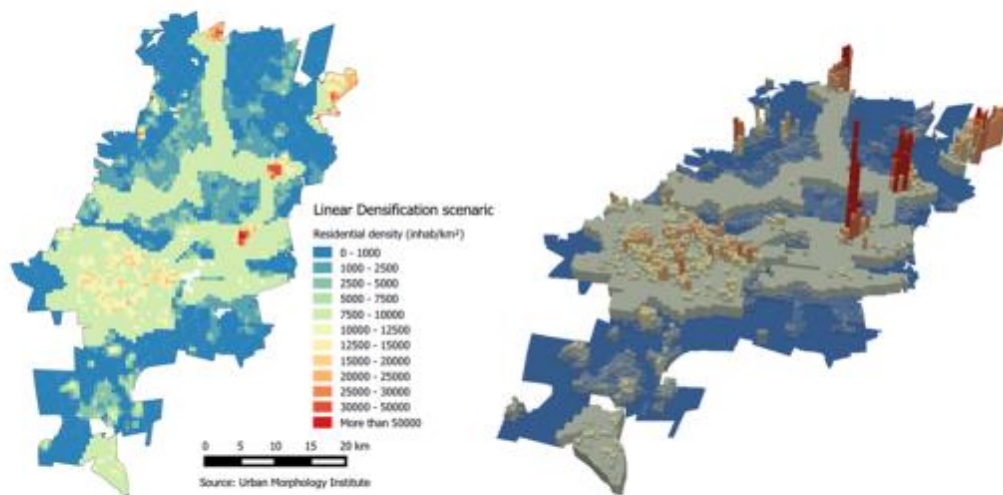 Linear Densification scenaric
Residential density (inhab/km²)
0 - 1000
1000 - 2500
2500 - 5000
5000 - 7500
7500 - 10000
10000 - 12500
12500 - 15000
15000 - 20000
20000 - 25000
25000 - 30000
30000 - 50000
More than 50000
0 5 10 15 20 km
Source: Urban Morphology Institute